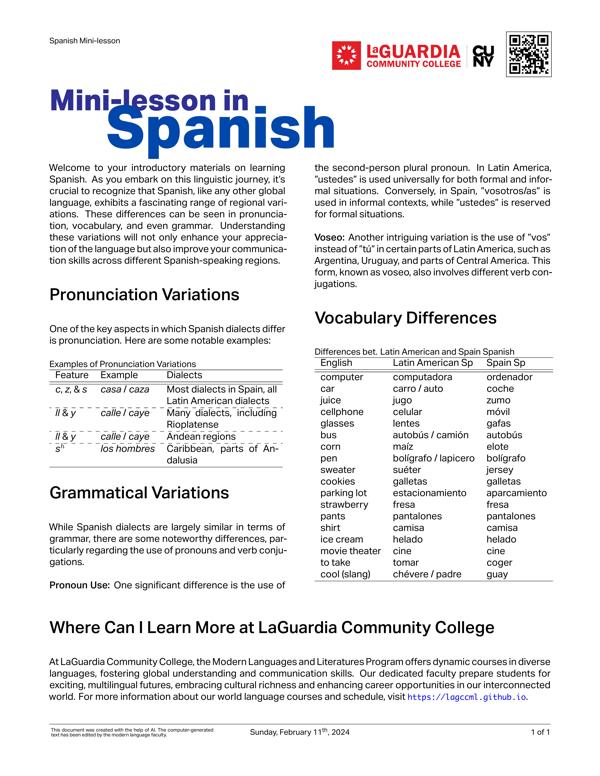 Spanish Mini-lesson
LAGUARDIA
COMMUNITY COLLEGE
CU
NY
Mini-lesson in
Spanish
Welcome to your introductory materials on learning
Spanish. As you embark on this linguistic journey, it's
crucial to recognize that Spanish, like any other global
language, exhibits a fascinating range of regional vari-
ations. These differences can be seen in pronuncia-
tion, vocabulary, and even grammar. Understanding
these variations will not only enhance your apprecia-
tion of the language but also improve your communica-
tion skills across different Spanish-speaking regions.
Pronunciation Variations
One of the key aspects in which Spanish dialects differ
is pronunciation. Here are some notable examples:
Examples of Pronunciation Variations
Feature Example Dialects
c, z, & s casa / caza Most dialects in Spain, all
Latin American dialects
ll & y calle / caye Many dialects, including
Rioplatense
ll & y calle / caye Andean regions
sʰ los hombres Caribbean, parts of An-
dalusia
Grammatical Variations
While Spanish dialects are largely similar in terms of
grammar, there are some noteworthy differences, par-
ticularly regarding the use of pronouns and verb conju-
gations.
Pronoun Use: One significant difference is the use of
the second-person plural pronoun. In Latin America,
"ustedes" is used universally for both formal and infor-
mal situations. Conversely, in Spain, "vosotros/as" is
used in informal contexts, while "ustedes" is reserved
for formal situations.
Voseo: Another intriguing variation is the use of "vos"
instead of "tú" in certain parts of Latin America, such as
Argentina, Uruguay, and parts of Central America. This
form, known as voseo, also involves different verb con-
jugations.
Vocabulary Differences
Differences bet. Latin American and Spain Spanish
English Latin American Sp Spain Sp
computer computadora ordenador
car carro / auto coche
juice jugo zumo
cellphone celular móvil
glasses lentes gafas
bus autobús / camión autobús
corn maíz elote
pen bolígrafo / lapicero bolígrafo
sweater suéter jersey
cookies galletas galletas
parking lot estacionamiento aparcamiento
strawberry fresa fresa
pants pantalones pantalones
shirt camisa camisa
ice cream helado helado
movie theater cine cine
to take tomar coger
cool (slang) chévere / padre guay
Where Can I Learn More at LaGuardia Community College
At LaGuardia Community College, the Modern Languages and Literatures Program offers dynamic courses in diverse
languages, fostering global understanding and communication skills. Our dedicated faculty prepare students for
exciting, multilingual futures, embracing cultural richness and enhancing career opportunities in our interconnected
world. For more information about our world language courses and schedule, visit https://lagccml.github.io.
This document was created with the help of AI. The computer-generated
text has been edited by the modern language faculty.
Sunday, February 11th, 2024
1 of 1